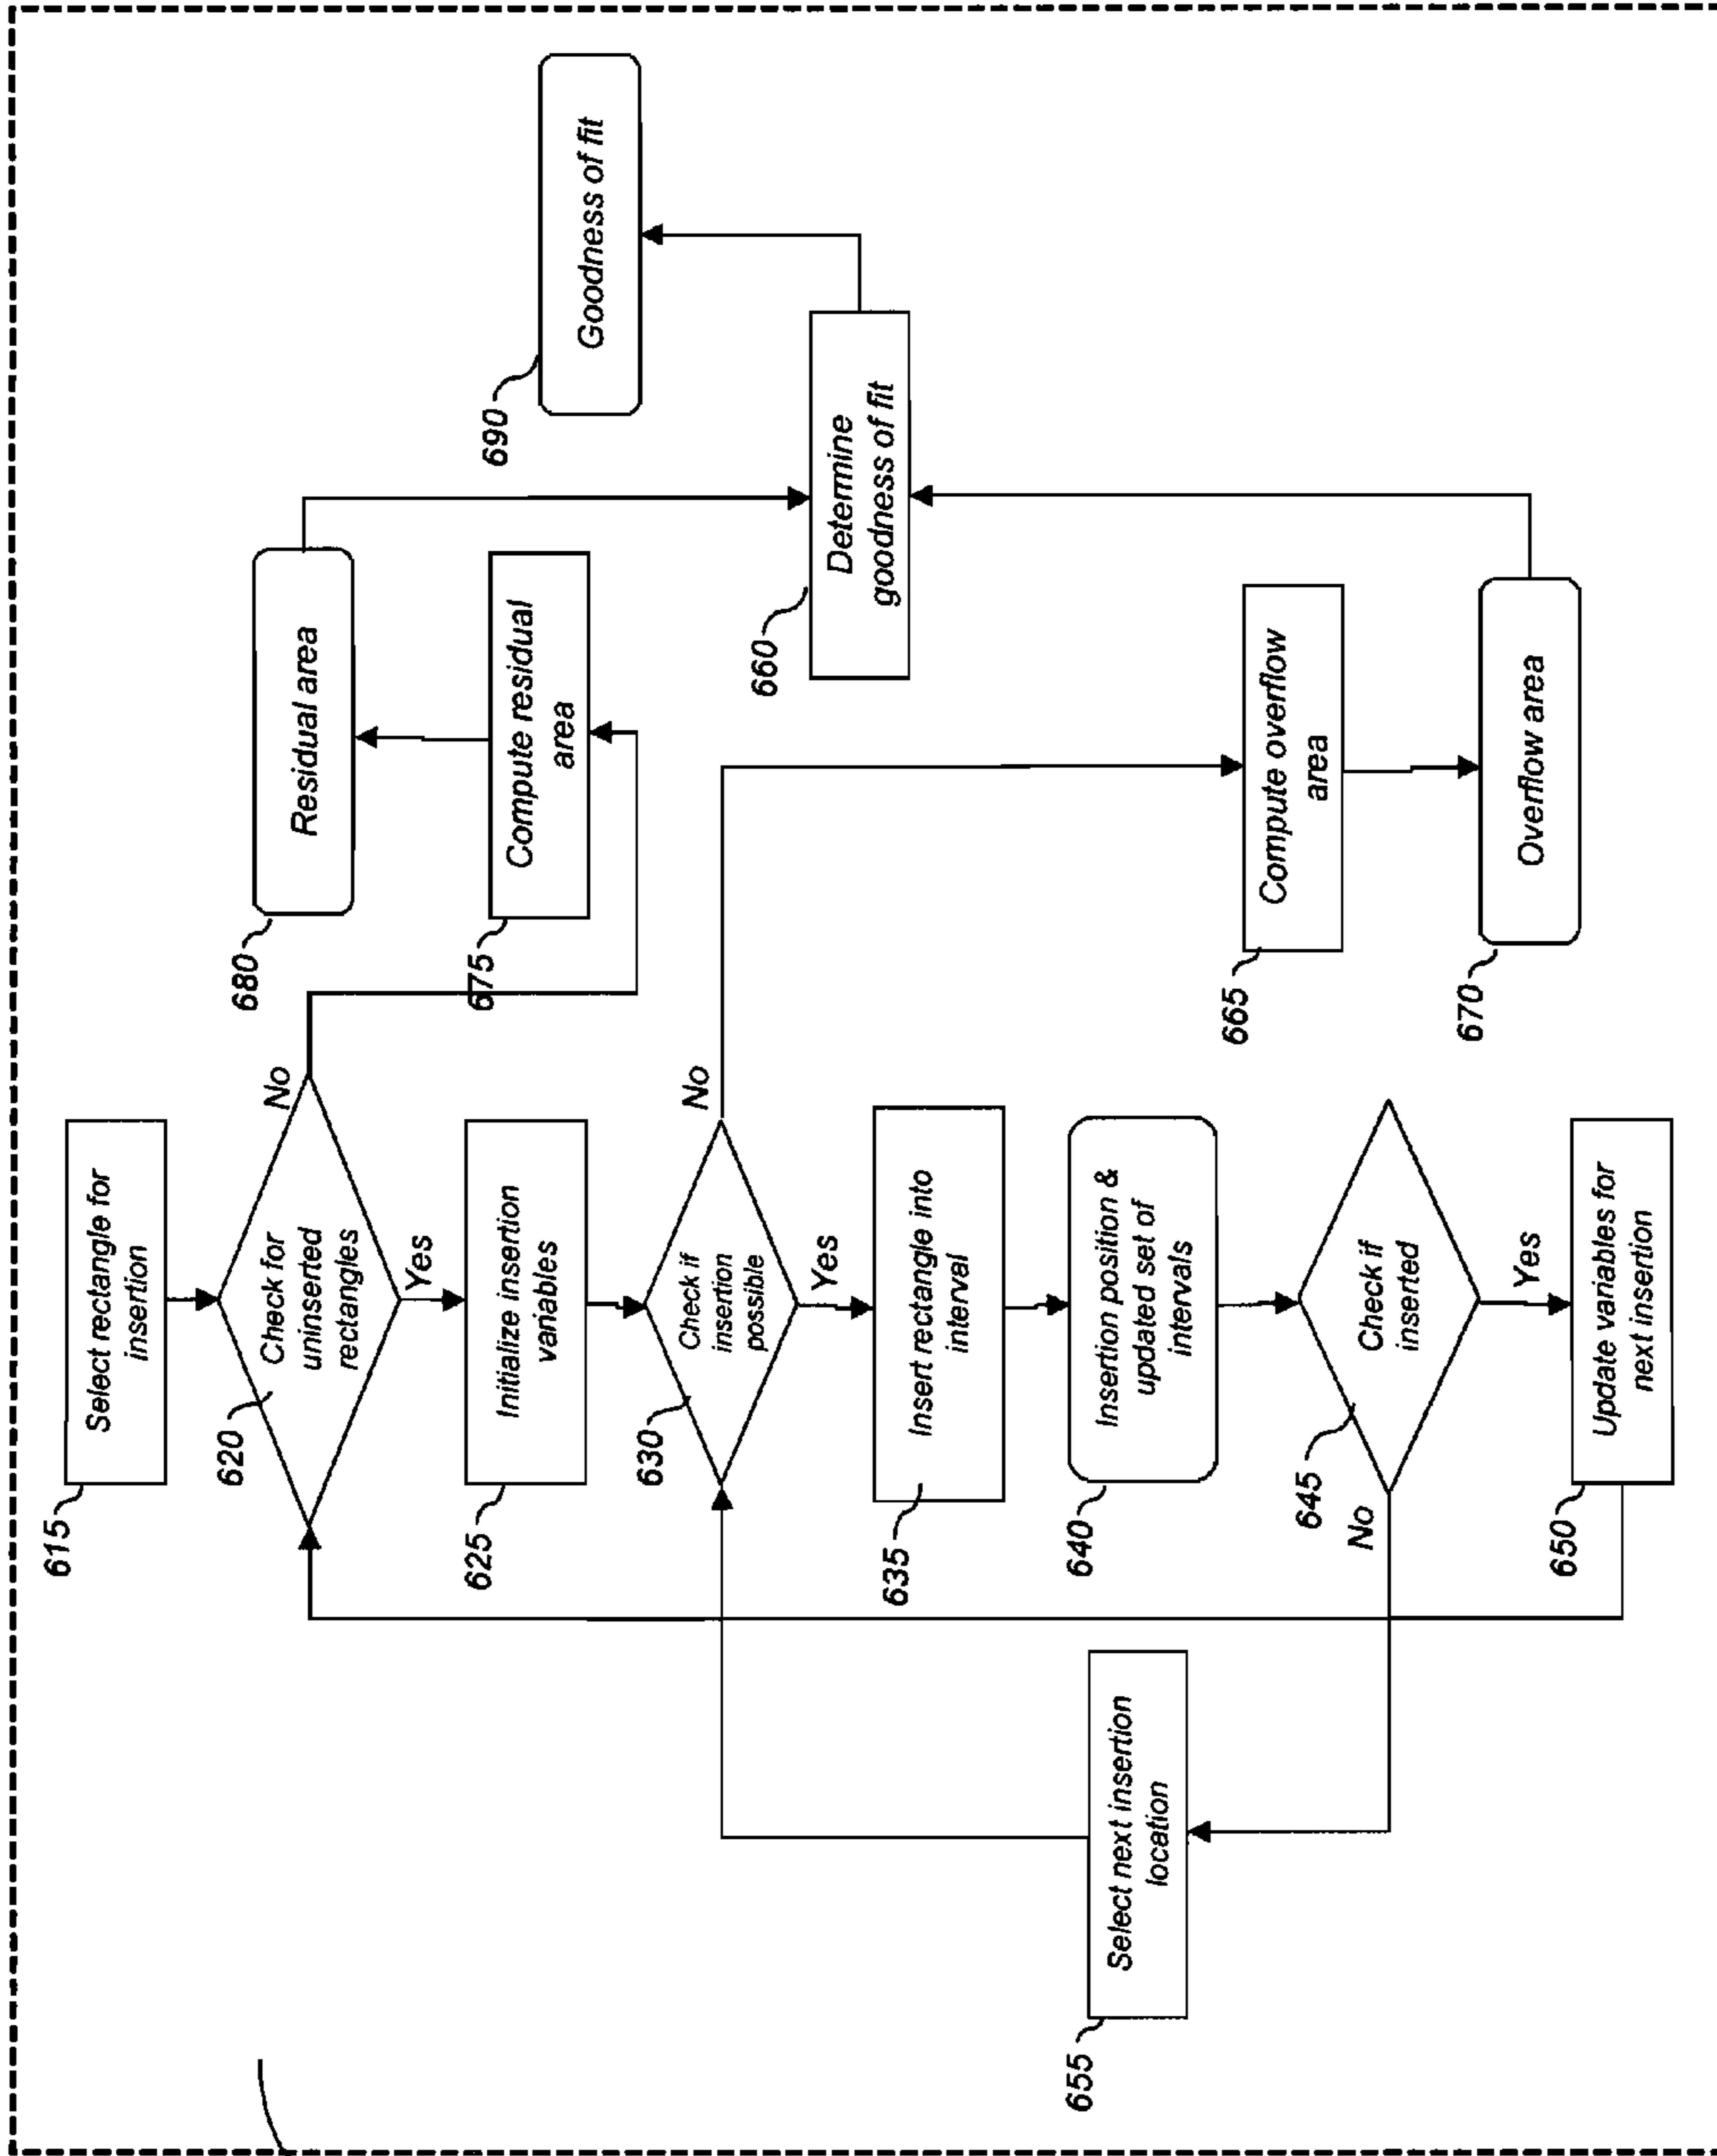 615
Select rectangle for
insertion
620
Check for
uninserted
rectangles
No
Yes
625
Initialize insertion
variables
630
Check if
insertion
possible
No
Yes
635
Insert rectangle into
interval
640
Insertion position &
updated set of
intervals
645
Check if
inserted
No
Yes
650
Update variables for
next insertion
655
Select next insertion
location
680
Residual area
675
Compute residual
area
665
Compute overflow
area
670
Overflow area
660
Determine
goodness of fit
690
Goodness of fit